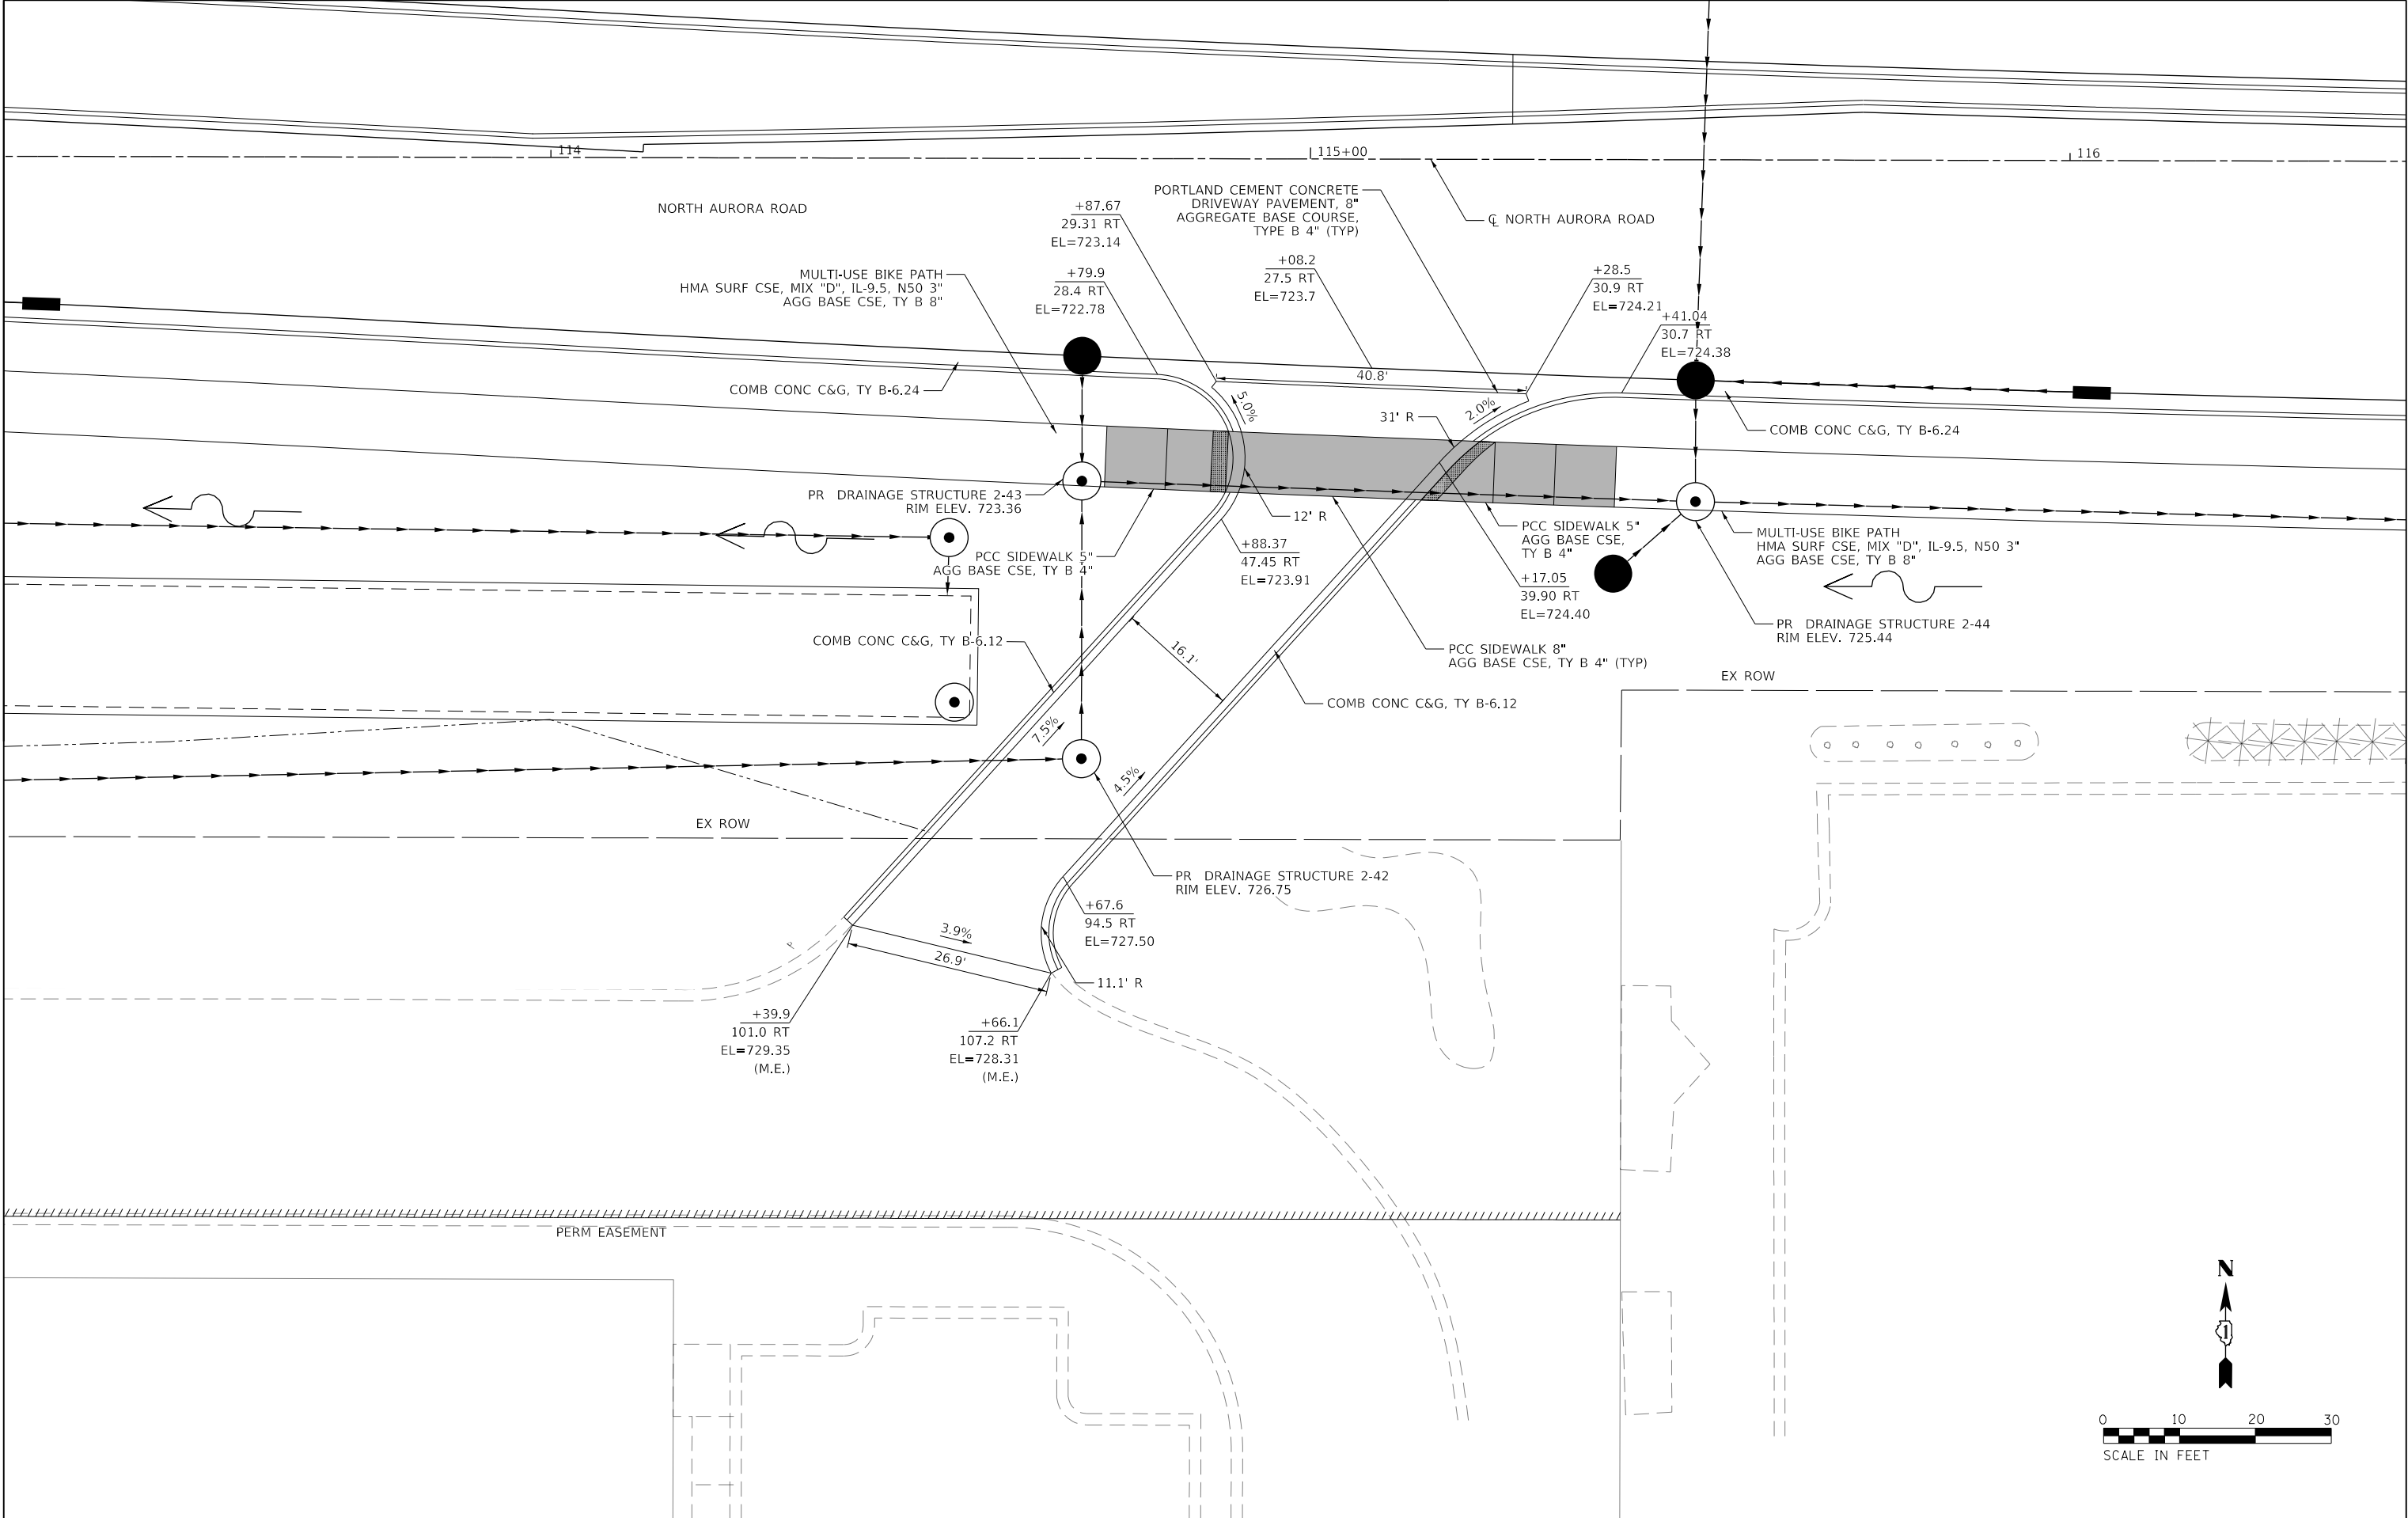 114
115+00
116
NORTH AURORA ROAD
+87.67
29.31 RT
EL=723.14
PORTLAND CEMENT CONCRETE
DRIVEWAY PAVEMENT, 8"
AGGREGATE BASE COURSE,
TYPE B 4" (TYP)
℄ NORTH AURORA ROAD
MULTI-USE BIKE PATH
HMA SURF CSE, MIX "D", IL-9.5, N50 3"
AGG BASE CSE, TY B 8"
+79.9
28.4 RT
EL=722.78
+08.2
27.5 RT
EL=723.7
+28.5
30.9 RT
EL=724.21
+41.04
30.7 RT
EL=724.38
COMB CONC C&G, TY B-6.24
40.8'
5.0%
31' R
2.0%
COMB CONC C&G, TY B-6.24
PR DRAINAGE STRUCTURE 2-43
RIM ELEV. 723.36
12' R
PCC SIDEWALK 5"
AGG BASE CSE, TY B 4"
+88.37
47.45 RT
EL=723.91
PCC SIDEWALK 5"
AGG BASE CSE,
TY B 4"
+17.05
39.90 RT
EL=724.40
MULTI-USE BIKE PATH
HMA SURF CSE, MIX "D", IL-9.5, N50 3"
AGG BASE CSE, TY B 8"
PR DRAINAGE STRUCTURE 2-44
RIM ELEV. 725.44
COMB CONC C&G, TY B-6.12
16.1'
PCC SIDEWALK 8"
AGG BASE CSE, TY B 4" (TYP)
EX ROW
COMB CONC C&G, TY B-6.12
7.5%
4.5%
EX ROW
PR DRAINAGE STRUCTURE 2-42
RIM ELEV. 726.75
+67.6
94.5 RT
EL=727.50
3.9%
26.9'
11.1' R
+39.9
101.0 RT
EL=729.35
(M.E.)
+66.1
107.2 RT
EL=728.31
(M.E.)
PERM EASEMENT
N
1
0 10 20 30
SCALE IN FEET